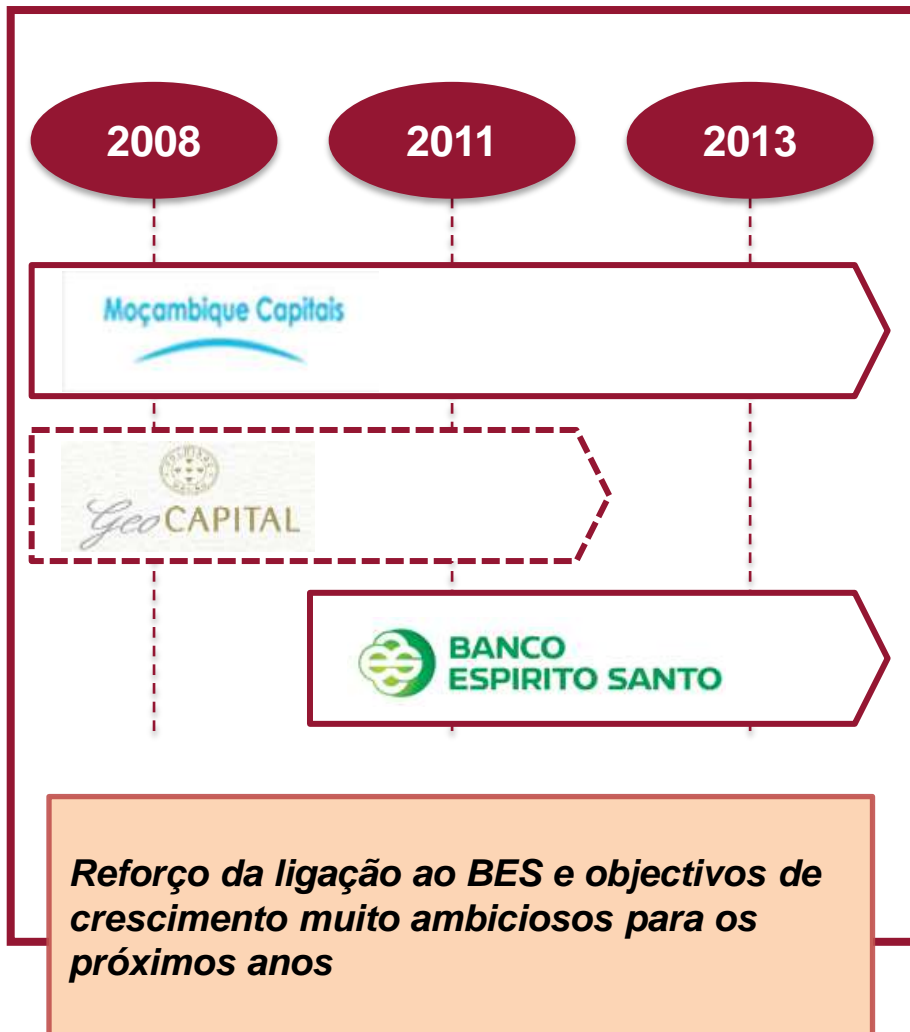 2008
2011
2013
Moçambique Capitais
Geo CAPITAL
BANCO
ESPIRITO SANTO
Reforço da ligação ao BES e objectivos de
crescimento muito ambiciosos para os
próximos anos